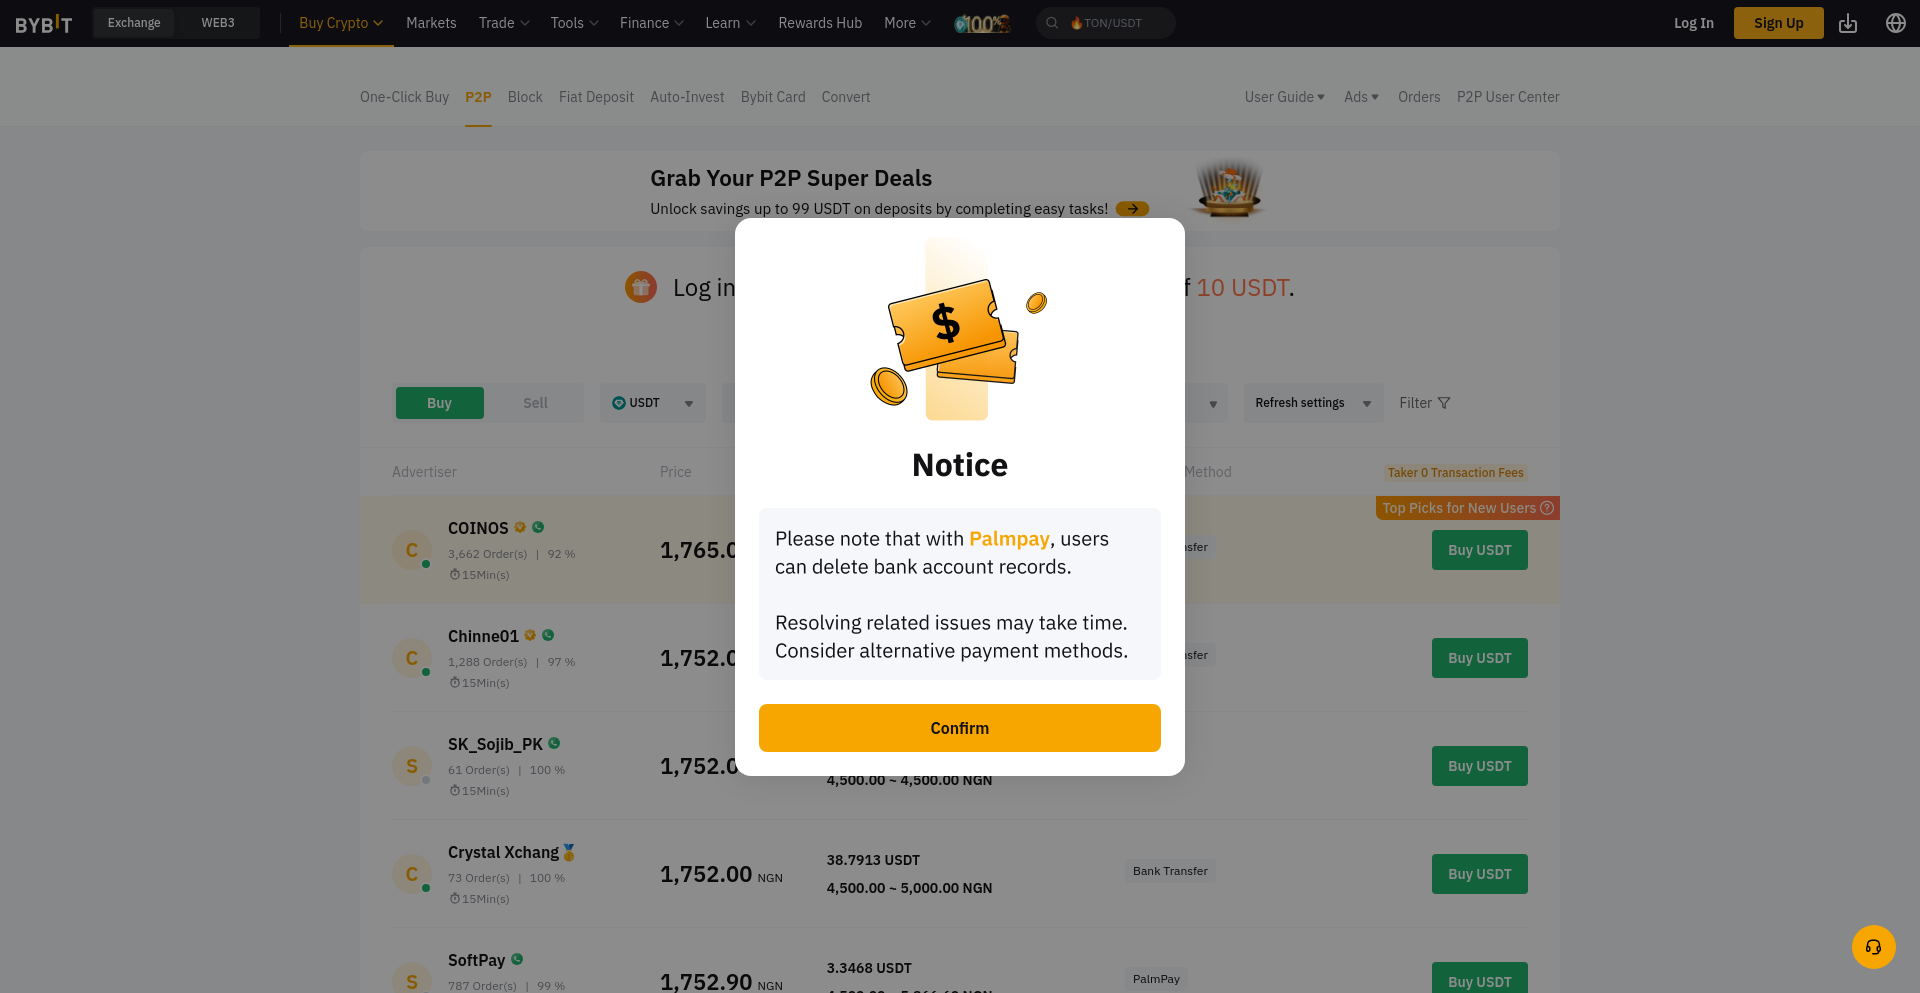 BYBIT Exchange WEB3 Buy Crypto Markets Trade Tools Finance Learn Rewards Hub More 100% TON/USDT Log In Sign Up
One-Click Buy P2P Block Fiat Deposit Auto-Invest Bybit Card Convert User Guide Ads Orders P2P User Center
Grab Your P2P Super Deals
Unlock savings up to 99 USDT on deposits by completing easy tasks!
Log in f 10 USDT.
Buy Sell USDT Refresh settings Filter
Advertiser Price Method Taker 0 Transaction Fees
Top Picks for New Users
C COINOS
3,662 Order(s) | 92 %
15Min(s)
1,765.0
Buy USDT
C Chinne01
1,288 Order(s) | 97 %
15Min(s)
1,752.0
Buy USDT
S SK_Sojib_PK
61 Order(s) | 100 %
15Min(s)
1,752.0
4,500.00 ~ 4,500.00 NGN
Buy USDT
C Crystal Xchang
73 Order(s) | 100 %
15Min(s)
1,752.00 NGN
38.7913 USDT
4,500.00 ~ 5,000.00 NGN
Bank Transfer
Buy USDT
S SoftPay
787 Order(s) | 99 %
1,752.90 NGN
3.3468 USDT
PalmPay
Buy USDT
$
Notice
Please note that with Palmpay, users
can delete bank account records.
Resolving related issues may take time.
Consider alternative payment methods.
Confirm